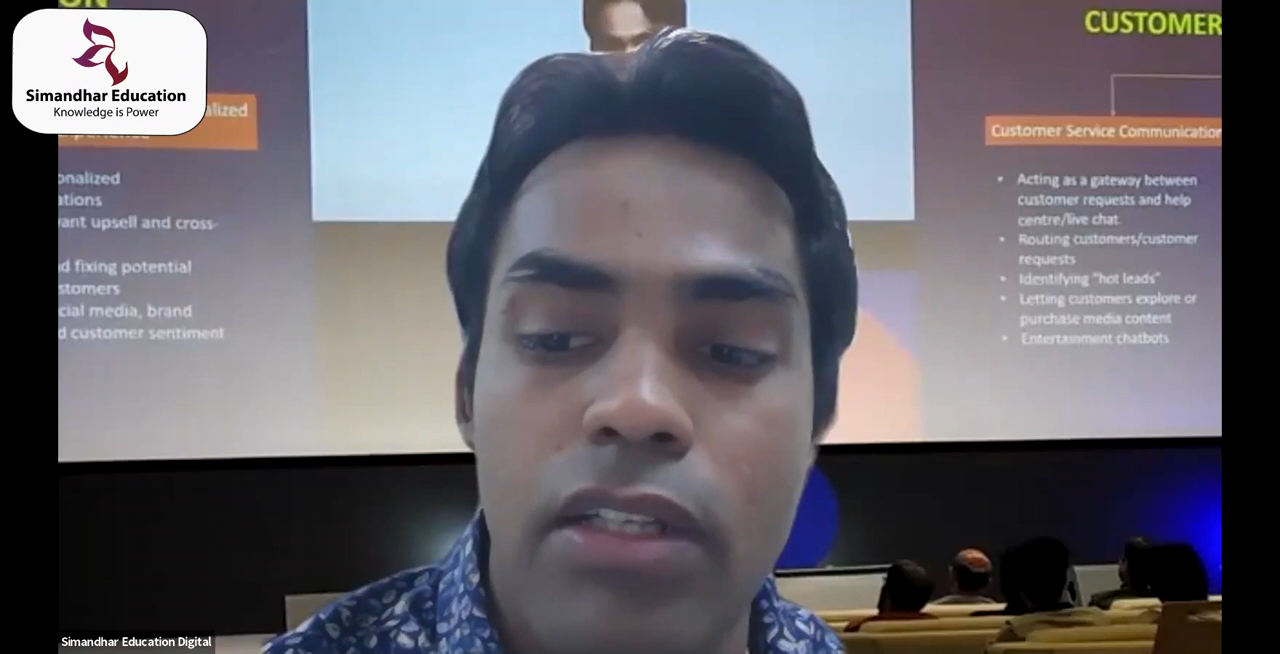 Simandhar Education
Knowledge is Power
onalized
ations
vant upsell and cross-
d fixing potential
stomers
cial media, brand
d customer sentiment
CUSTOMER
Customer Service Communication
• Acting as a gateway between
customer requests and help
centre/live chat.
• Routing customers/customer
requests
• Identifying "hot leads"
• Letting customers explore or
purchase media content
• Entertainment chatbots
Simandhar Education Digital